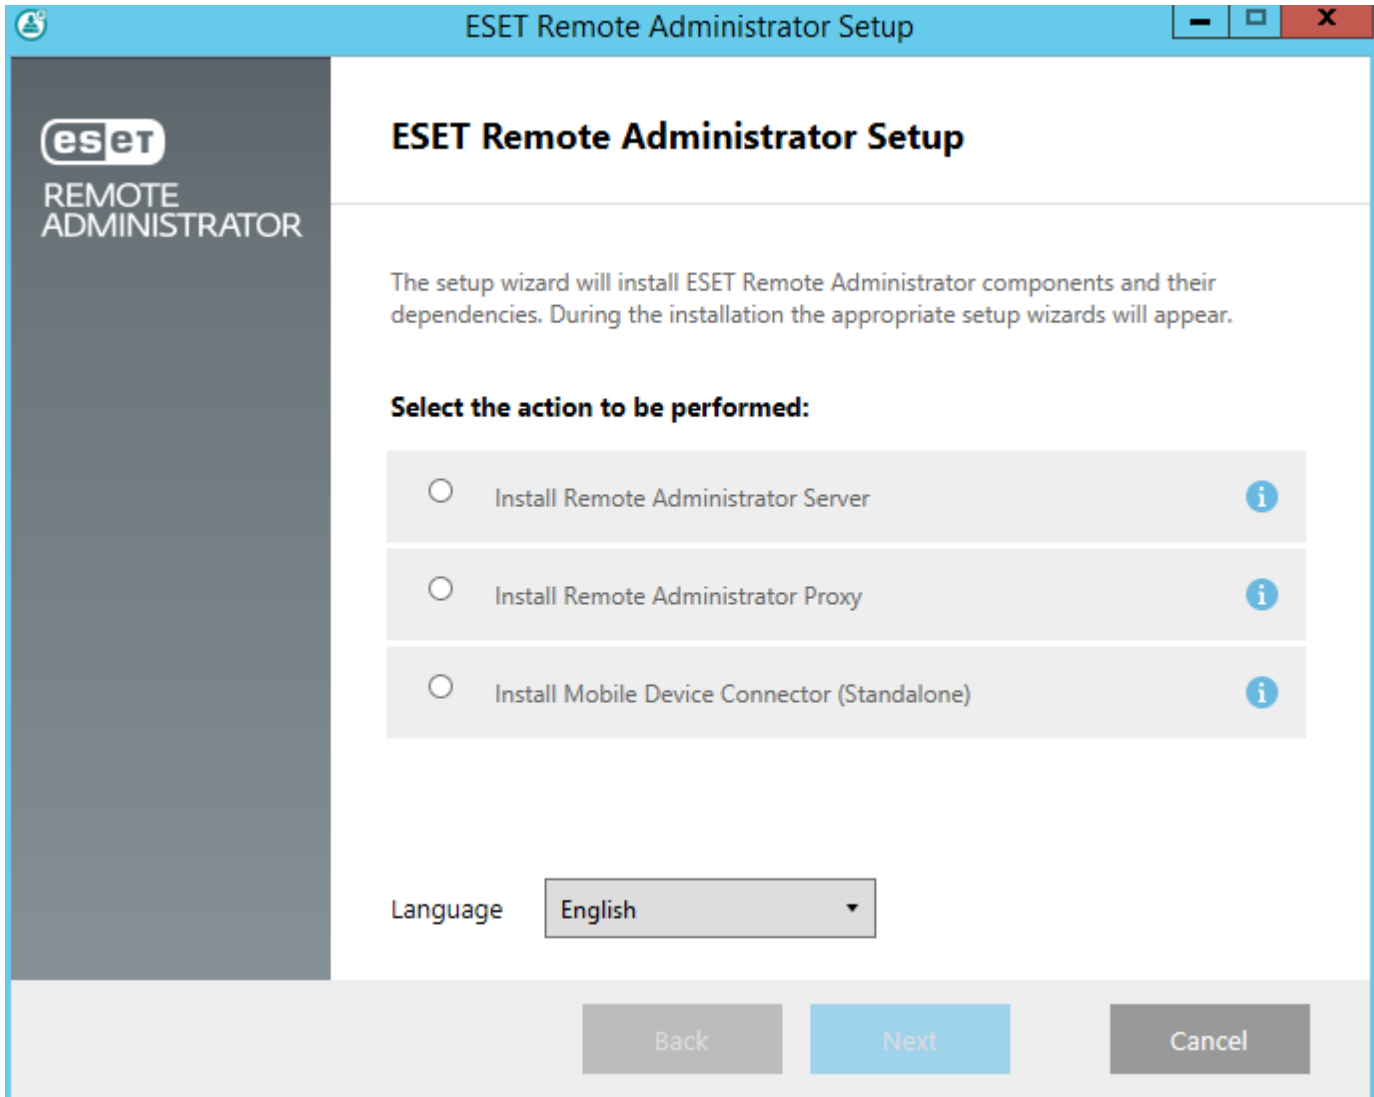 ESET Remote Administrator Setup
eset
REMOTE
ADMINISTRATOR
ESET Remote Administrator Setup
The setup wizard will install ESET Remote Administrator components and their
dependencies. During the installation the appropriate setup wizards will appear.
Select the action to be performed:
Install Remote Administrator Server
Install Remote Administrator Proxy
Install Mobile Device Connector (Standalone)
Language English
Back Next Cancel